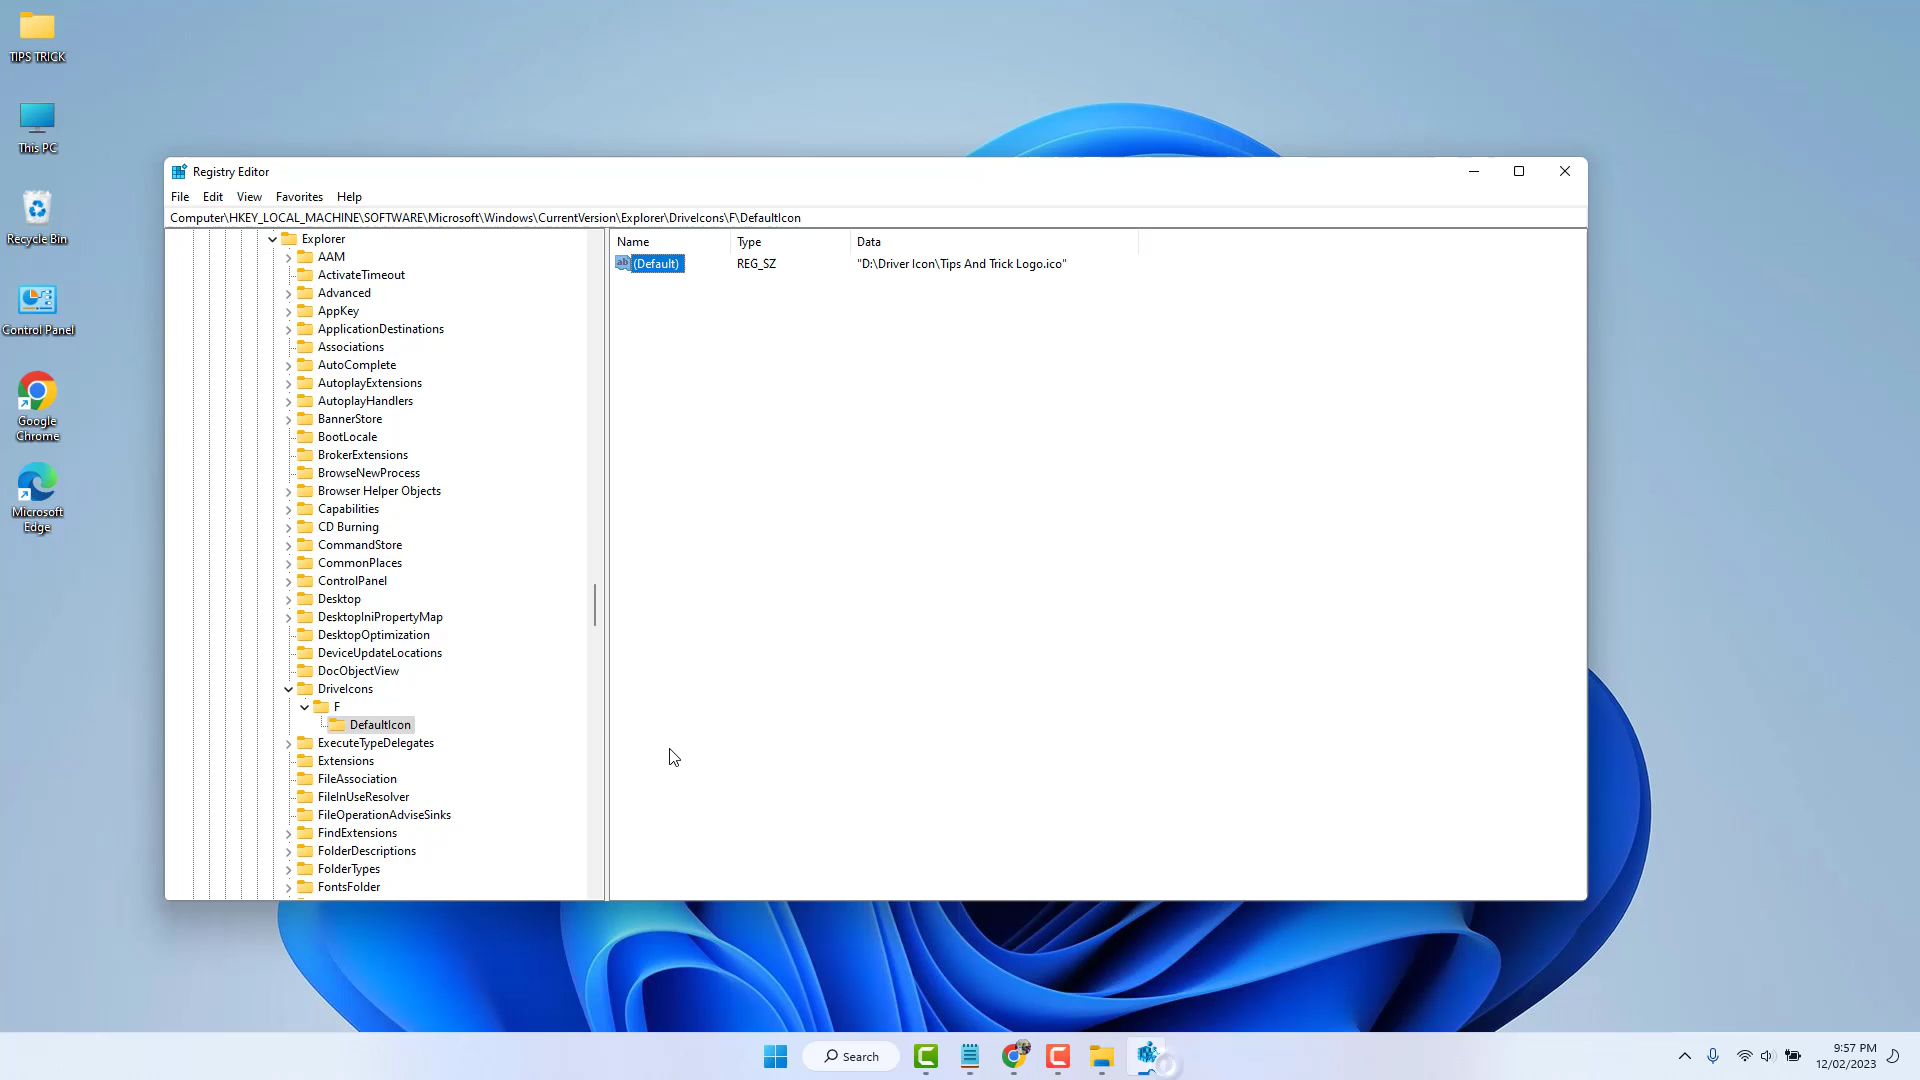 TIPS TRICK
This PC
Recycle Bin
Control Panel
Google
Chrome
Microsoft
Edge
Registry Editor
File Edit View Favorites Help
Computer\HKEY_LOCAL_MACHINE\SOFTWARE\Microsoft\Windows\CurrentVersion\Explorer\DriveIcons\F\DefaultIcon
Explorer
AAM
ActivateTimeout
Advanced
AppKey
ApplicationDestinations
Associations
AutoComplete
AutoplayExtensions
AutoplayHandlers
BannerStore
BootLocale
BrokerExtensions
BrowseNewProcess
Browser Helper Objects
Capabilities
CD Burning
CommandStore
CommonPlaces
ControlPanel
Desktop
DesktopIniPropertyMap
DesktopOptimization
DeviceUpdateLocations
DocObjectView
DriveIcons
F
DefaultIcon
ExecuteTypeDelegates
Extensions
FileAssociation
FileInUseResolver
FileOperationAdviseSinks
FindExtensions
FolderDescriptions
FolderTypes
FontsFolder
Name Type Data
ab (Default) REG_SZ "D:\Driver Icon\Tips And Trick Logo.ico"
Search
9:57 PM
12/02/2023